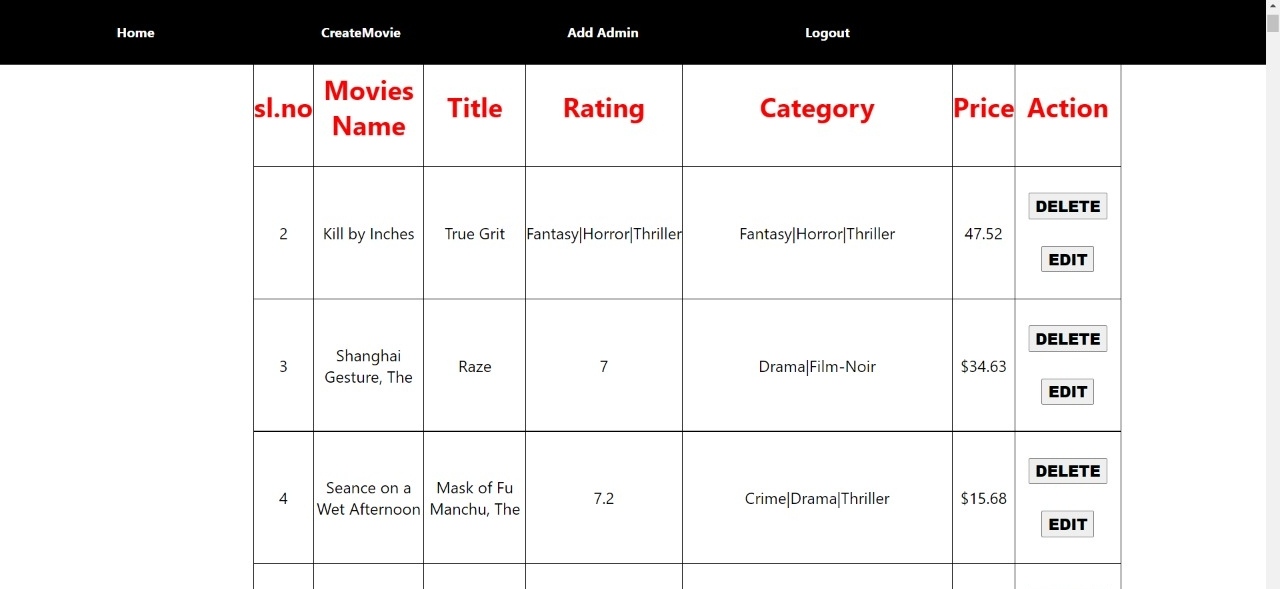 Home CreateMovie Add Admin Logout
sl.no Movies Name Title Rating Category Price Action
2 Kill by Inches True Grit Fantasy|Horror|Thriller Fantasy|Horror|Thriller 47.52 DELETE
EDIT
3 Shanghai Gesture, The Raze 7 Drama|Film-Noir $34.63 DELETE
EDIT
4 Seance on a Wet Afternoon Mask of Fu Manchu, The 7.2 Crime|Drama|Thriller $15.68 DELETE
EDIT